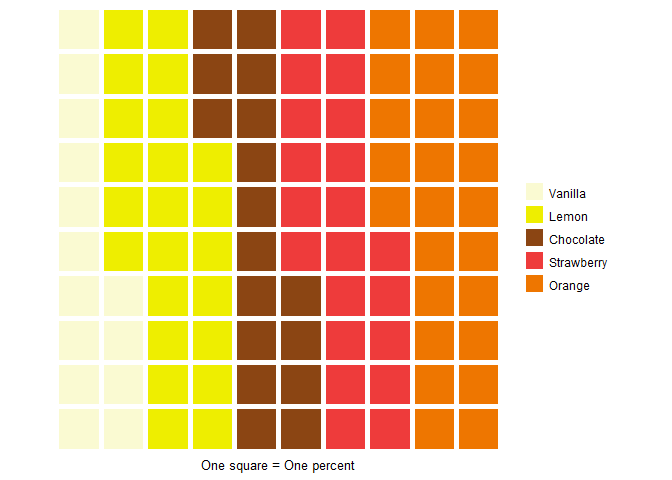 Vanilla
Lemon
Chocolate
Strawberry
Orange
One square = One percent